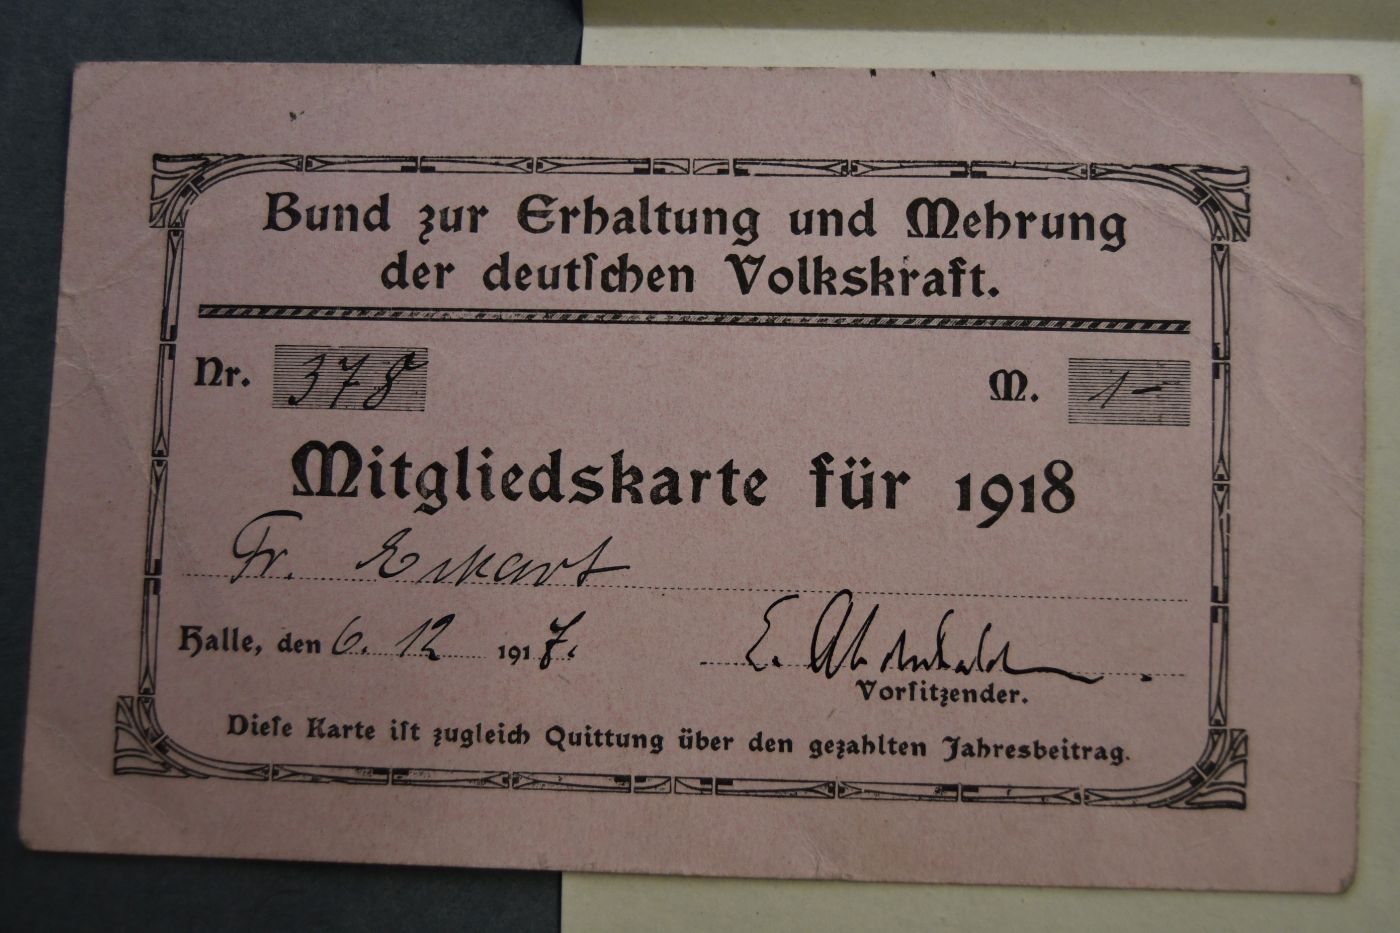 Bund zur Erhaltung und Mehrung
der deutſchen Volkskraft.
Nr. 378 M. 1-
Mitgliedskarte für 1918
Fr. Eckart
Halle, den 6. 12 1917. E. Abderhalden
Vorſitzender.
Dieſe Karte iſt zugleich Quittung über den gezahlten Jahresbeitrag.